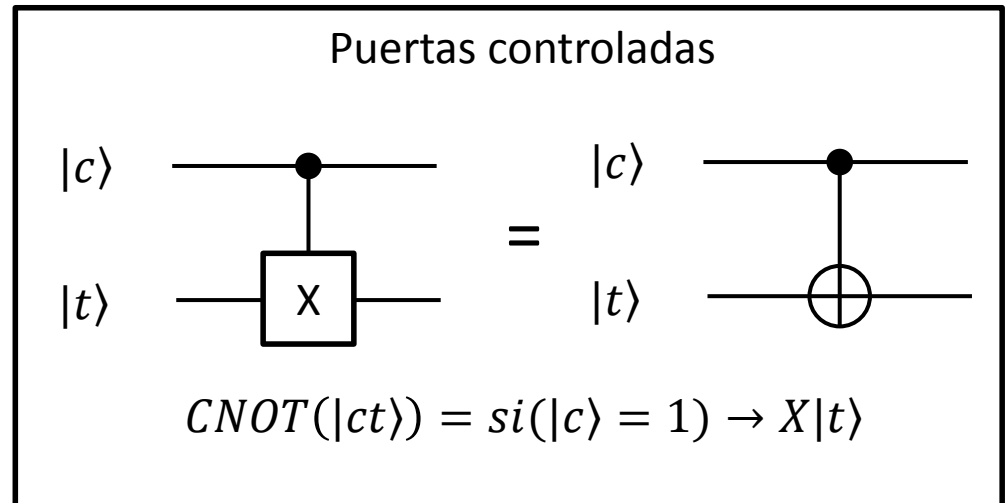 Puertas controladas
|c⟩ |c⟩
=
|t⟩ X |t⟩
CNOT(|ct⟩) = si(|c⟩ = 1) → X|t⟩